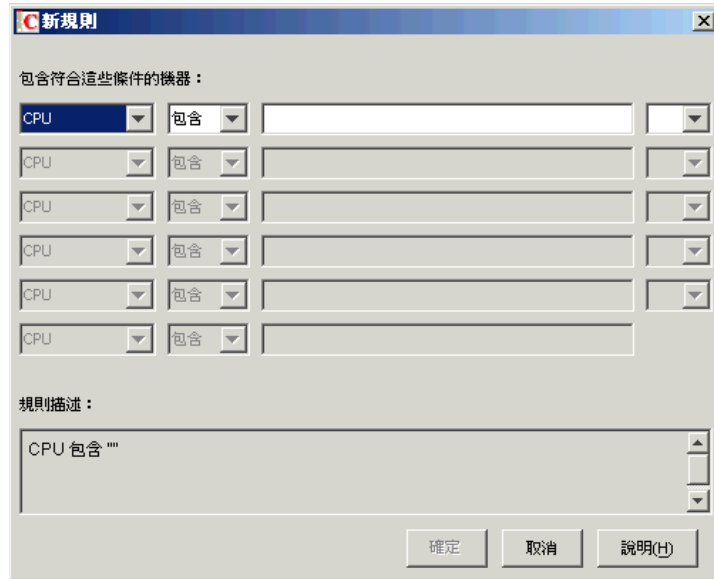 C 新規則
包含符合這些條件的機器：
CPU 包含
CPU 包含
CPU 包含
CPU 包含
CPU 包含
CPU 包含
規則描述：
CPU 包含 ""
確定 取消 說明(H)